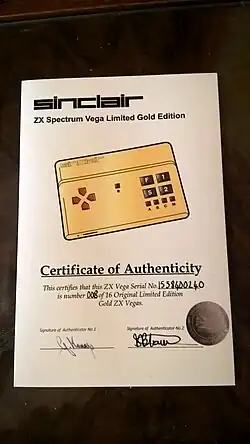 sinclair
ZX Spectrum Vega Limited Gold Edition
sinclair
F 1
S 2
Certificate of Authenticity
This certifies that this ZX Vega Serial No. 1558400240
is number 008 of 16 Original Limited Edition
Gold ZX Vegas.
Signature of Authenticator No.1
Signature of Authenticator No.2